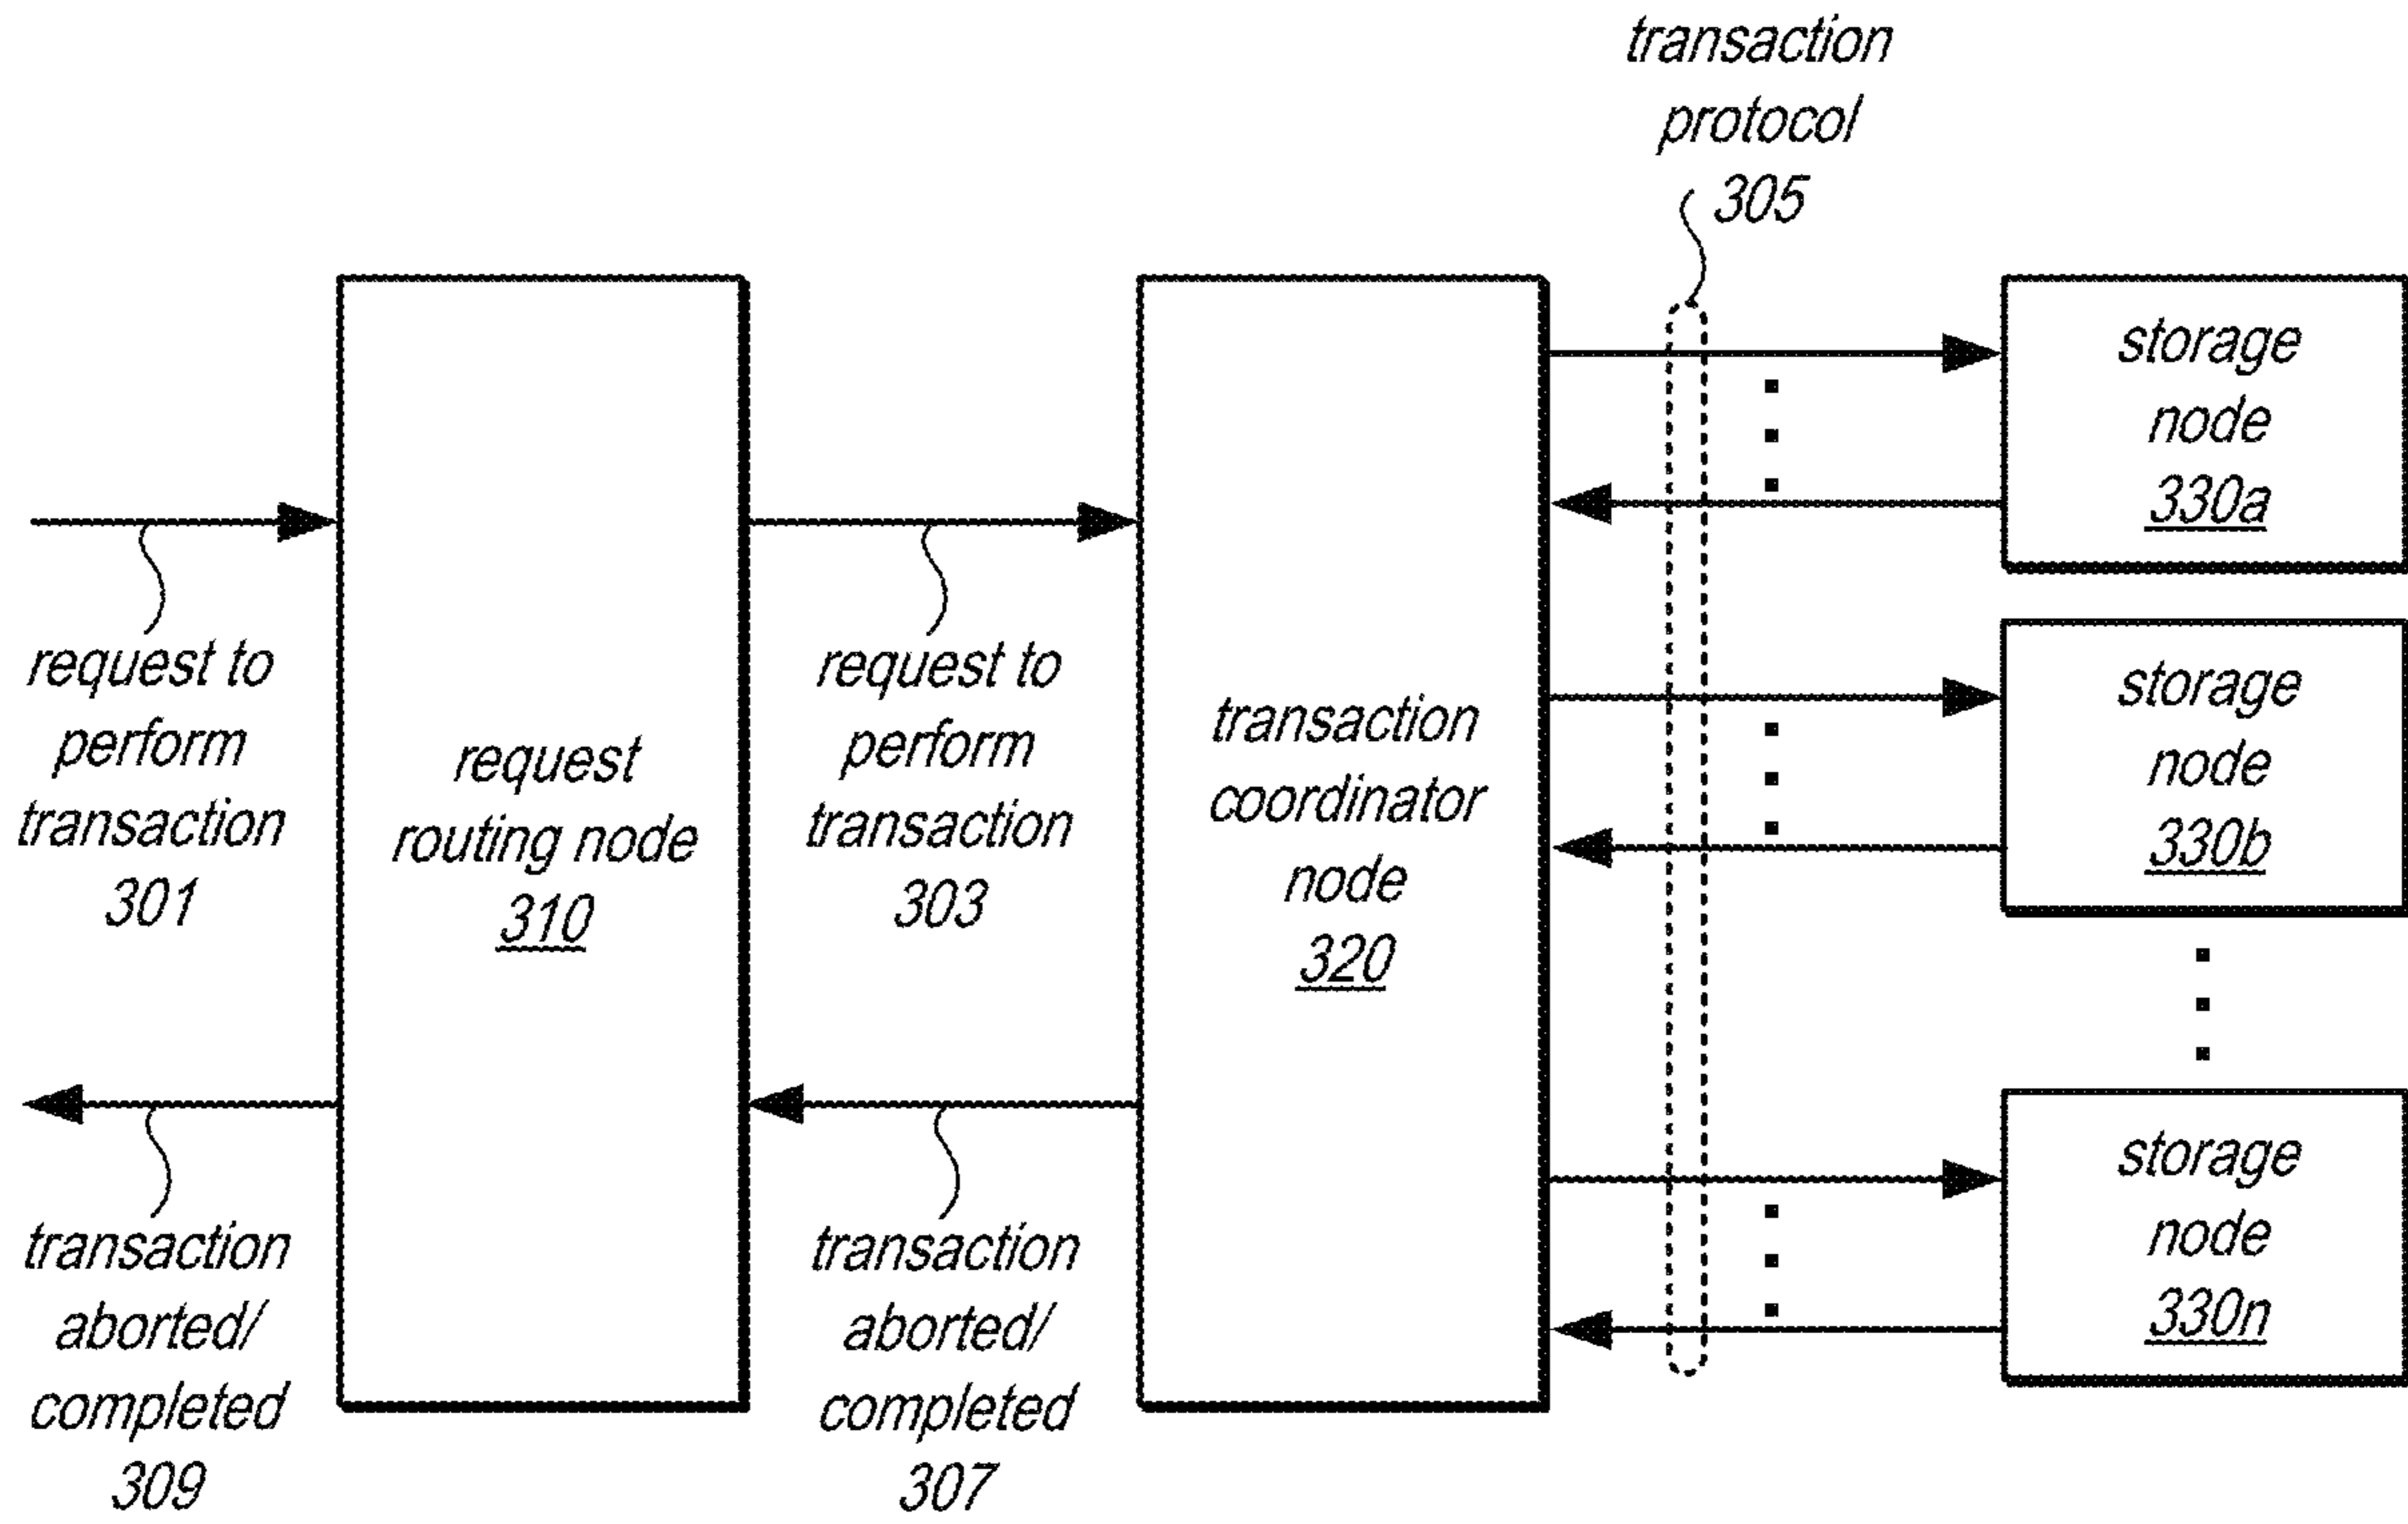 transaction
protocol
305
request to
perform
transaction
301
request
routing node
310
request to
perform
transaction
303
transaction
coordinator
node
320
storage
node
330a
storage
node
330b
storage
node
330n
transaction
aborted/
completed
309
transaction
aborted/
completed
307